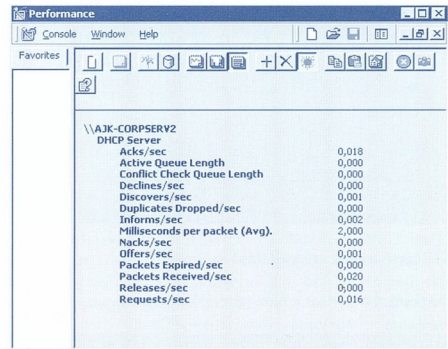 Performance
Console Window Help
Favorites
\\AJK-CORPSERV2
DHCP Server
Acks/sec 0,018
Active Queue Length 0,000
Conflict Check Queue Length 0,000
Declines/sec 0,000
Discovers/sec 0,001
Duplicates Dropped/sec 0,000
Informs/sec 0,002
Milliseconds per packet (Avg). 2,000
Nacks/sec 0,000
Offers/sec 0,001
Packets Expired/sec 0,000
Packets Received/sec 0,020
Releases/sec 0,000
Requests/sec 0,016